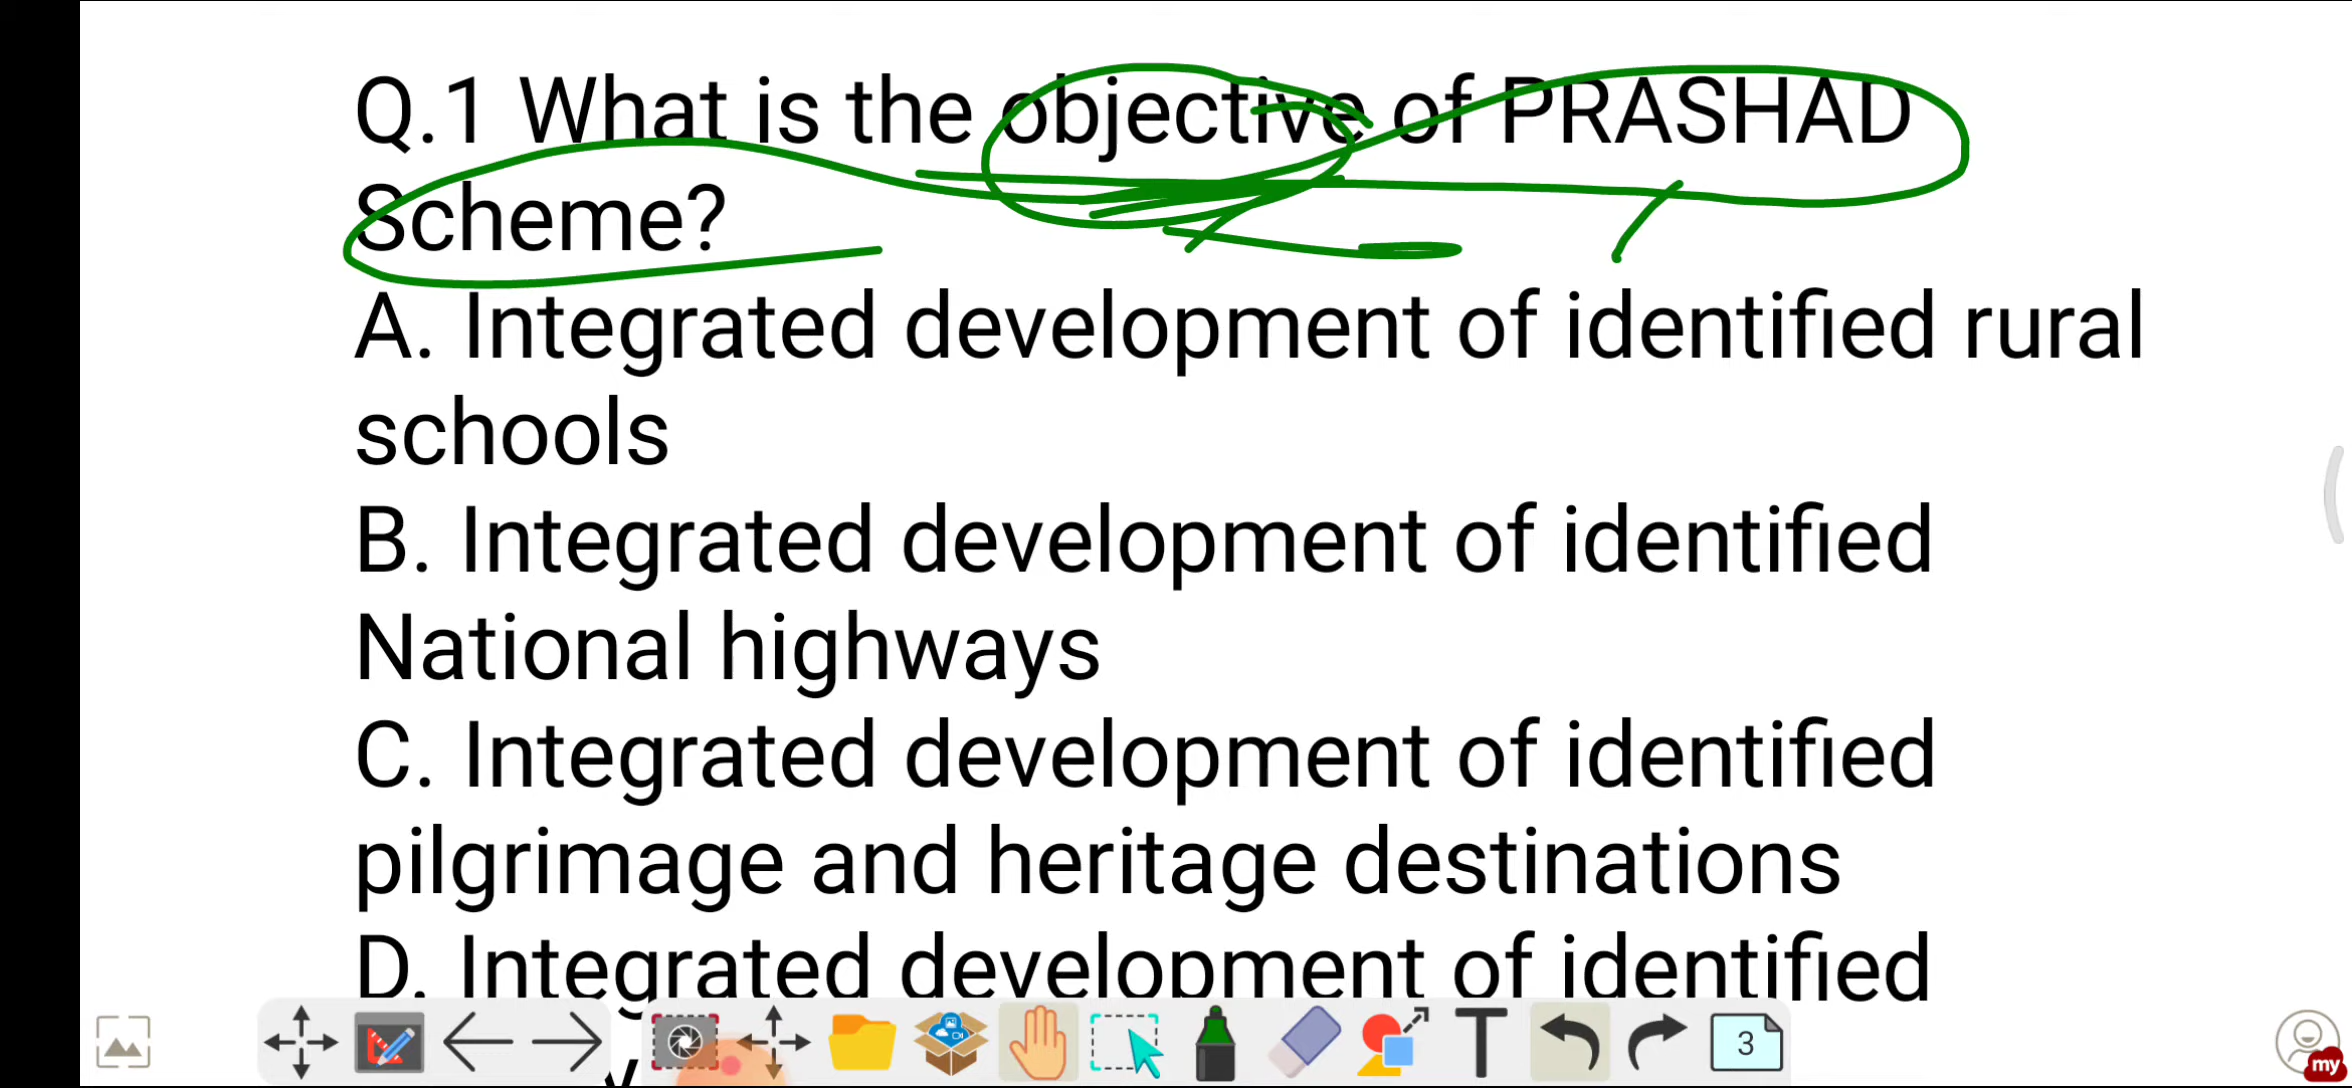 Q.1 What is the objective of PRASHAD
Scheme?
A. Integrated development of identified rural
schools
B. Integrated development of identified
National highways
C. Integrated development of identified
pilgrimage and heritage destinations
D. Integrated development of identified
T
3
my